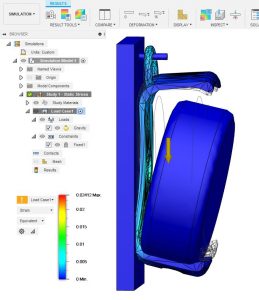 RESULTS
SIMULATION
RESULT TOOLS
COMPARE
DEFORMATION
DISPLAY
INSPECT
SOLV
BROWSER
Simulations
Units: Custom
Simulation Model 1
Named Views
Origin
Model Components
Study 1 - Static Stress
Study Materials
Load Case1
Loads
Gravity
Constraints
Fixed1
Contacts
Mesh
Results
Load Case1
Strain
Equivalent
0.03412 Max
0.02
0.015
0.01
0.005
0 Min.